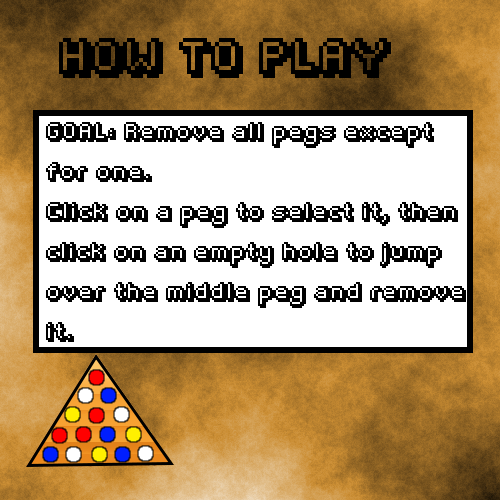 HOW TO PLAY
GOAL: Remove all pegs except
for one.
Click on a peg to select it, then
click on an empty hole to jump
over the middle peg and remove
it.